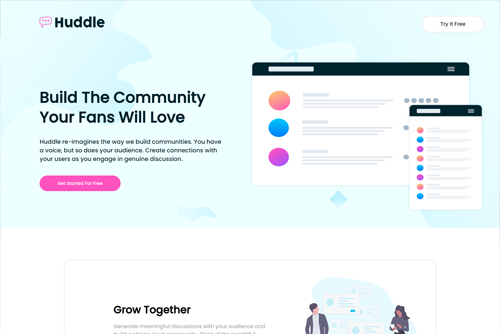 Huddle
Try It Free
Build The Community
Your Fans Will Love
Huddle re-imagines the way we build communities. You have
a voice, but so does your audience. Create connections with
your users as you engage in genuine discussion.
Get Started For Free
Grow Together
Generate meaningful discussions with your audience and